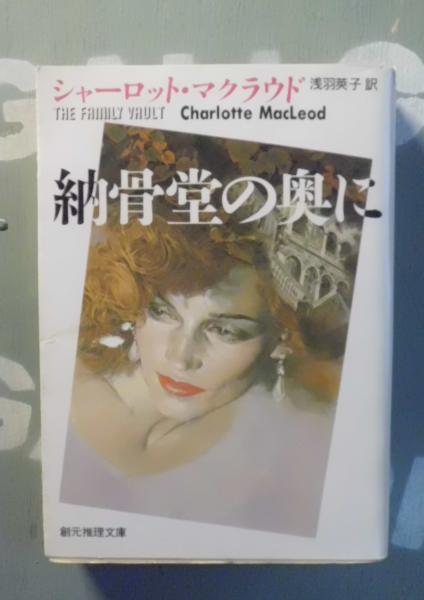 シャーロット・マクラウド 浅羽莢子 訳
THE FAMILY VAULT Charlotte MacLeod
納骨堂の奥に
創元推理文庫